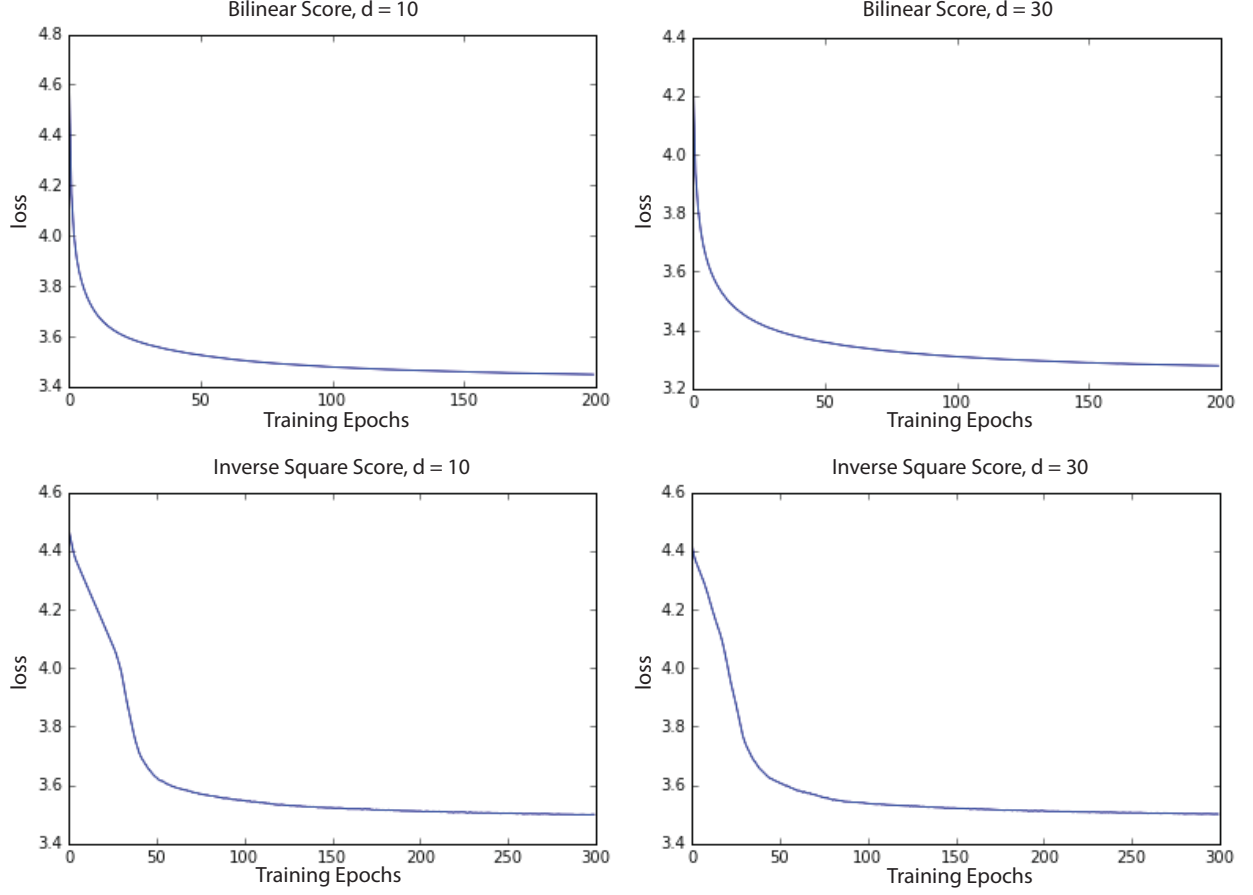 Bilinear Score, d = 10
4.8
4.6
4.4
4.2
4.0
3.8
3.6
3.4
loss
0 50 100 150 200
Training Epochs
Bilinear Score, d = 30
4.4
4.2
4.0
3.8
3.6
3.4
3.2
loss
0 50 100 150 200
Training Epochs
Inverse Square Score, d = 10
4.6
4.4
4.2
4.0
3.8
3.6
3.4
loss
0 50 100 150 200 250 300
Training Epochs
Inverse Square Score, d = 30
4.6
4.4
4.2
4.0
3.8
3.6
3.4
loss
0 50 100 150 200 250 300
Training Epochs